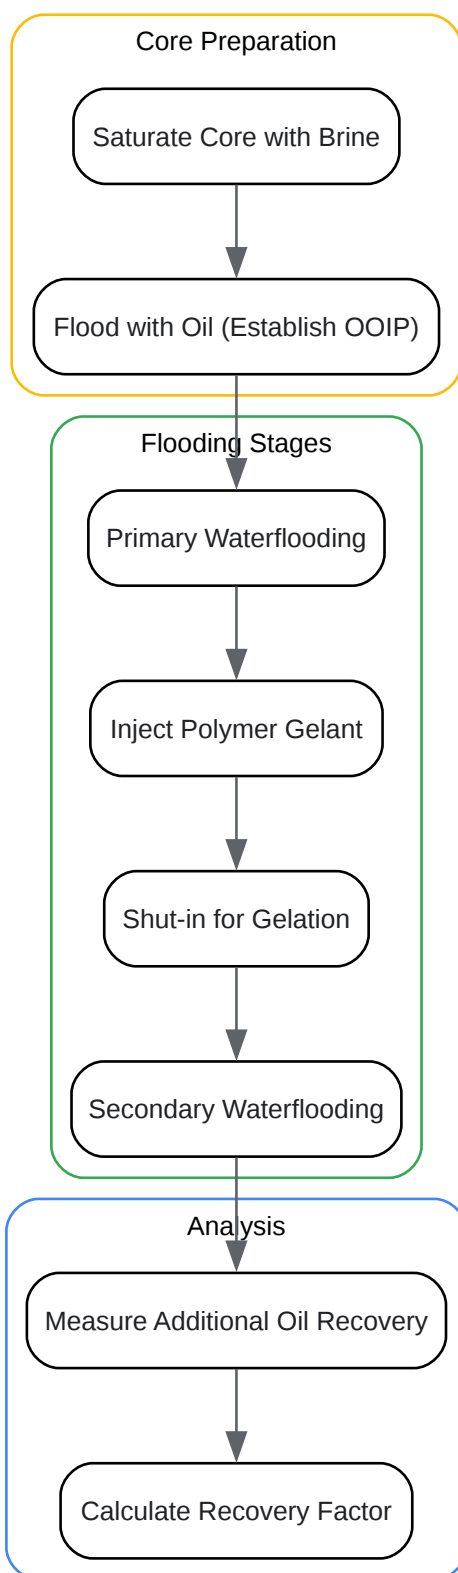 Core Preparation
Saturate Core with Brine
Flood with Oil (Establish OOIP)
Flooding Stages
Primary Waterflooding
Inject Polymer Gelant
Shut-in for Gelation
Secondary Waterflooding
Analysis
Measure Additional Oil Recovery
Calculate Recovery Factor